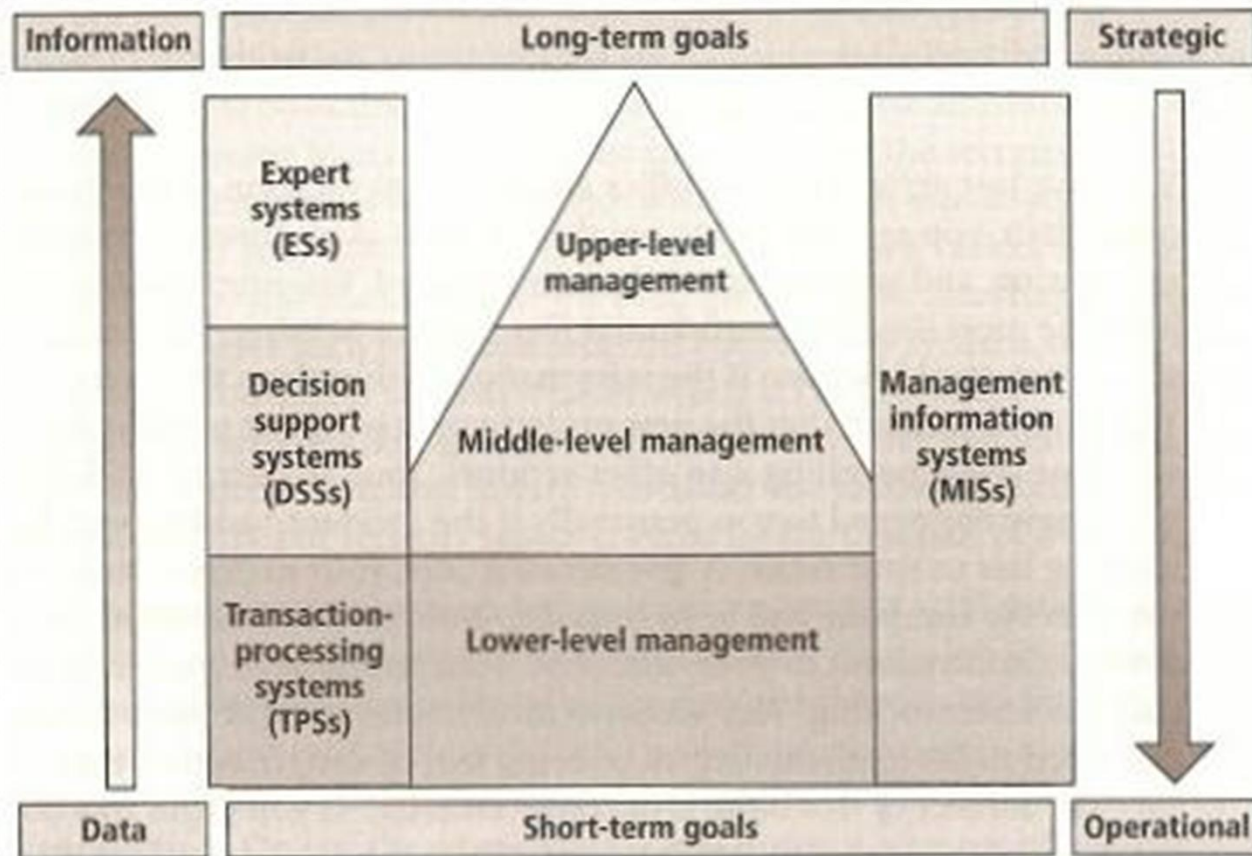 Information
Long-term goals
Strategic
Expert
systems
(ESs)
Upper-level
management
Decision
support
systems
(DSSs)
Middle-level management
Management
information
systems
(MISs)
Transaction-
processing
systems
(TPSs)
Lower-level management
Data
Short-term goals
Operational